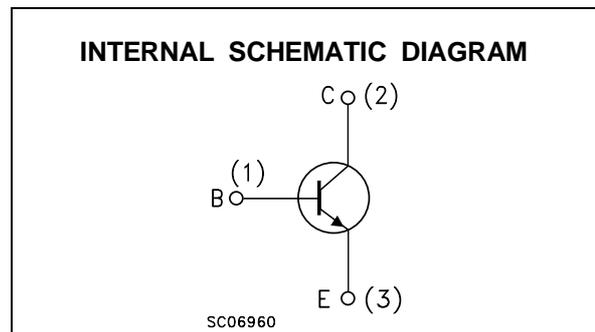 INTERNAL SCHEMATIC DIAGRAM
C (2)
(1)
B
E (3)
SC06960